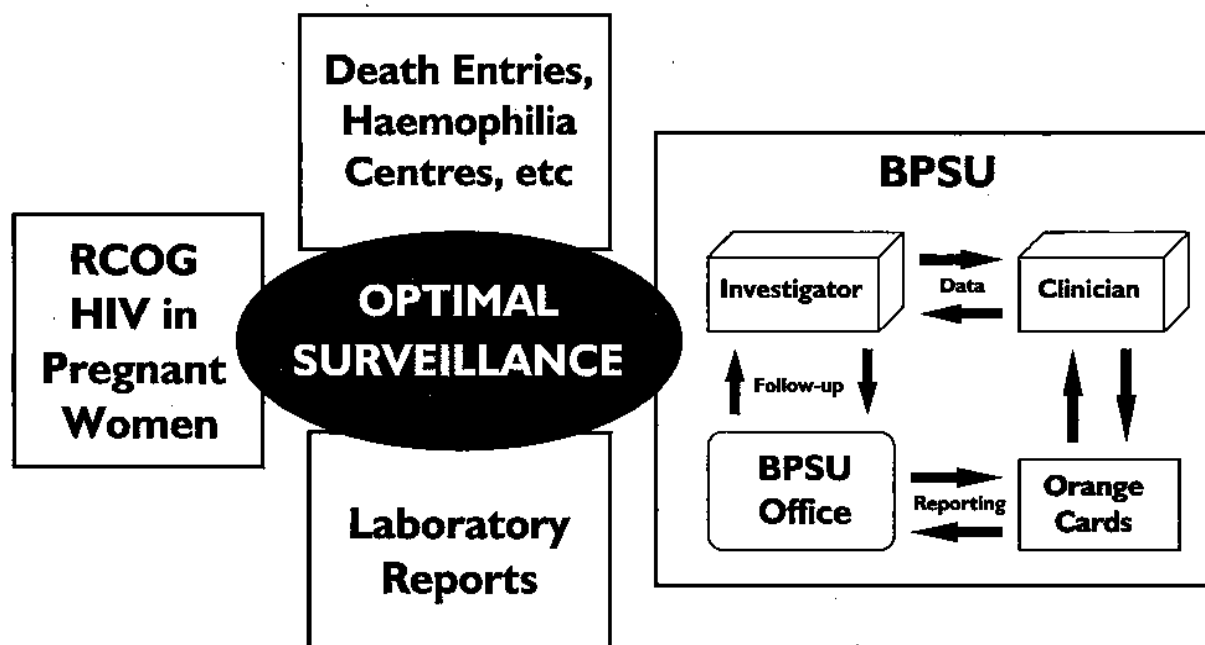 Death Entries,
Haemophilia
Centres, etc
RCOG
HIV in
Pregnant
Women
OPTIMAL
SURVEILLANCE
Laboratory
Reports
BPSU
Investigator
Data
Clinician
Follow-up
BPSU
Office
Reporting
Orange
Cards